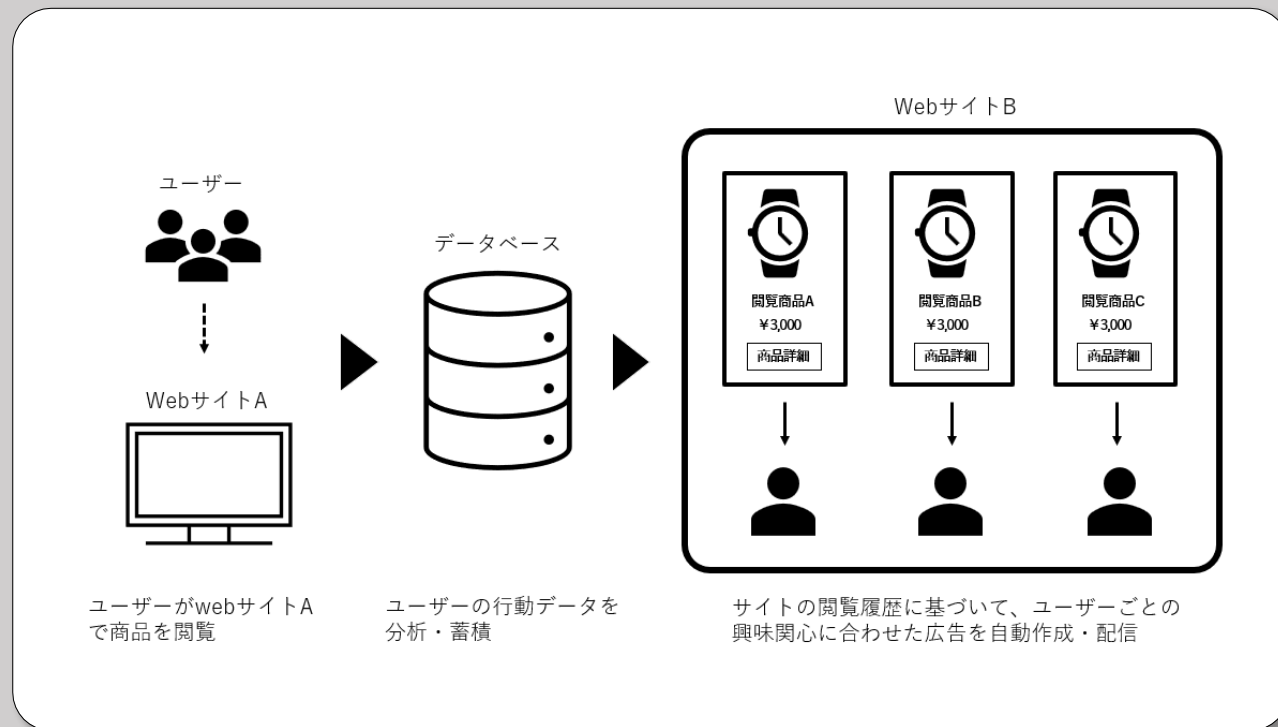 WebサイトB
ユーザー
データベース
WebサイトA
閲覧商品A
¥3,000
商品詳細
閲覧商品B
¥3,000
商品詳細
閲覧商品C
¥3,000
商品詳細
ユーザーがwebサイトA
で商品を閲覧
ユーザーの行動データを
分析・蓄積
サイトの閲覧履歴に基づいて、ユーザーごとの
興味関心に合わせた広告を自動作成・配信